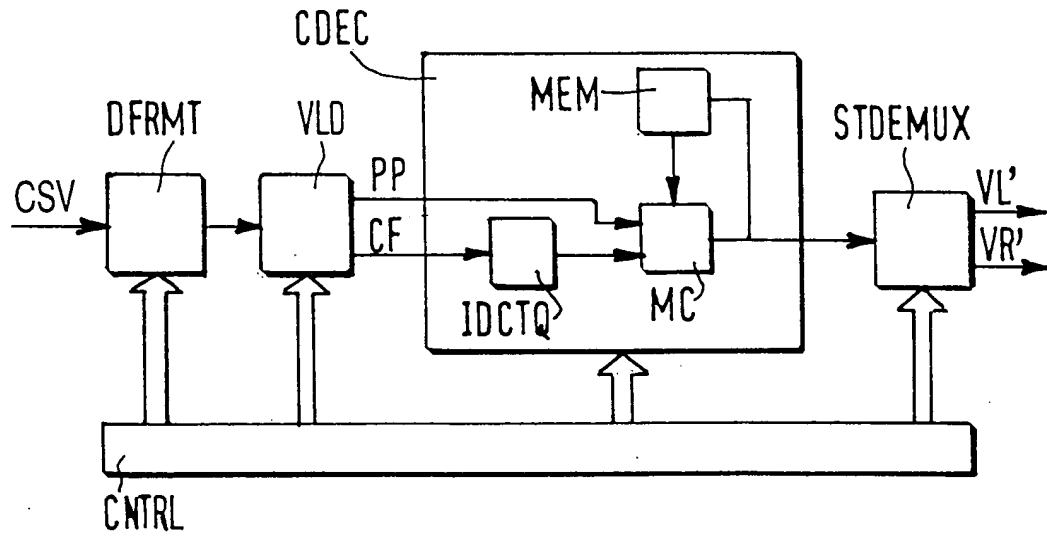 CDEC
MEM
DFRMT
VLD
STDEMUX
PP
VL'
CSV
CF
VR'
IDCTQ
MC
CNTRL